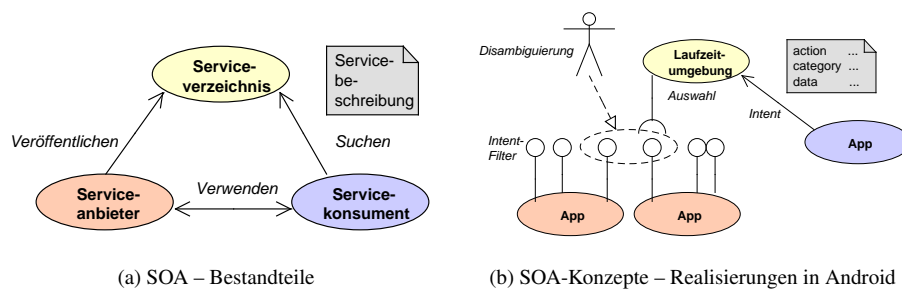 Service-
verzeichnis
Service-
be-
schreibung
Veröffentlichen
Suchen
Service-
anbieter
Verwenden
Service-
konsument
(a) SOA – Bestandteile
Disambiguierung
Laufzeit-
umgebung
action ...
category ...
data ...
Auswahl
Intent
Intent-
Filter
App
App
App
(b) SOA-Konzepte – Realisierungen in Android